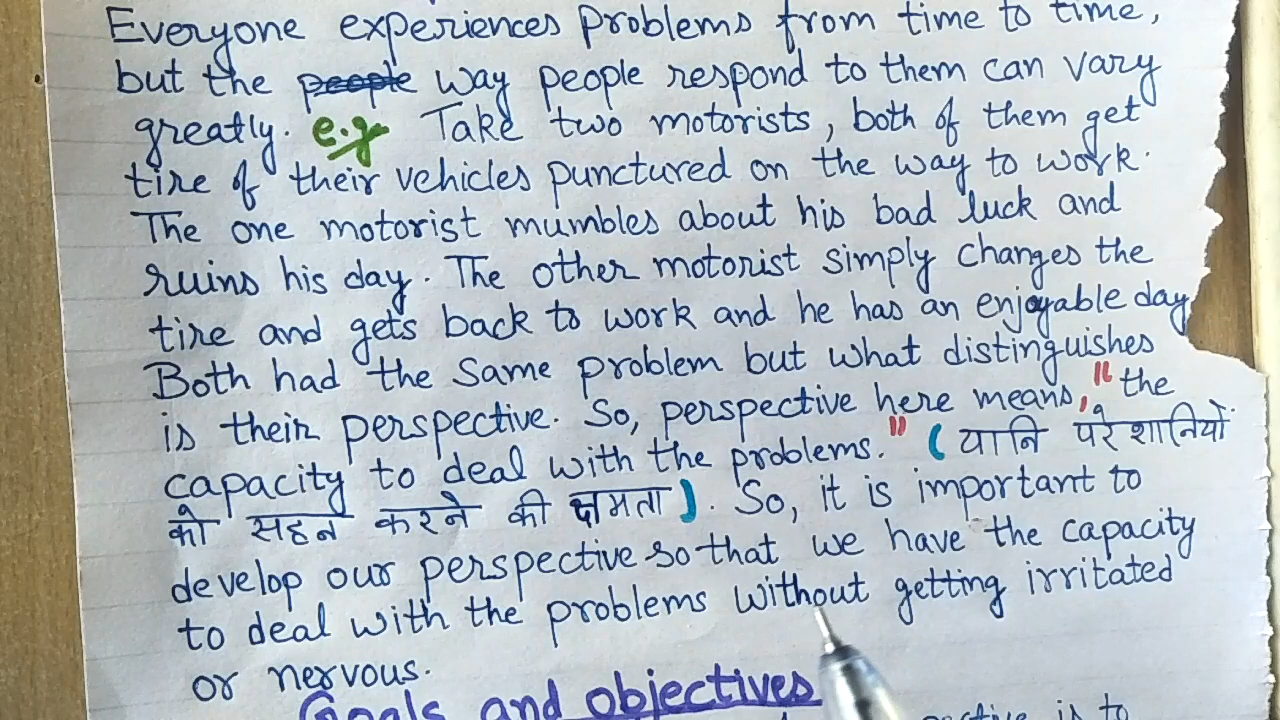 Everyone experiences problems from time to time,
but the people way people respond to them can vary
greatly. e.g. Take two motorists, both of them get
tire of their vehicles punctured on the way to work.
The one motorist mumbles about his bad luck and
ruins his day. The other motorist simply changes the
tire and gets back to work and he has an enjoyable day
Both had the same problem but what distinguishes
is their perspective. So, perspective here means, "the
capacity to deal with the problems." (यानि परेशानियों
को सहन करने की क्षमता). So, it is important to
develop our perspective so that we have the capacity
to deal with the problems without getting irritated
or nervous.
Goals and objectives
is to